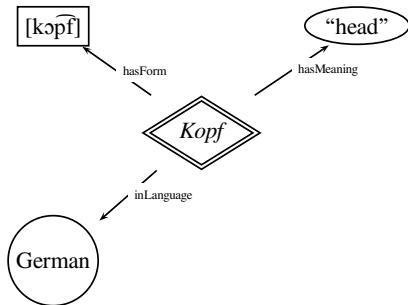 [kɔp͡f]
“head”
hasForm
hasMeaning
Kopf
inLanguage
German